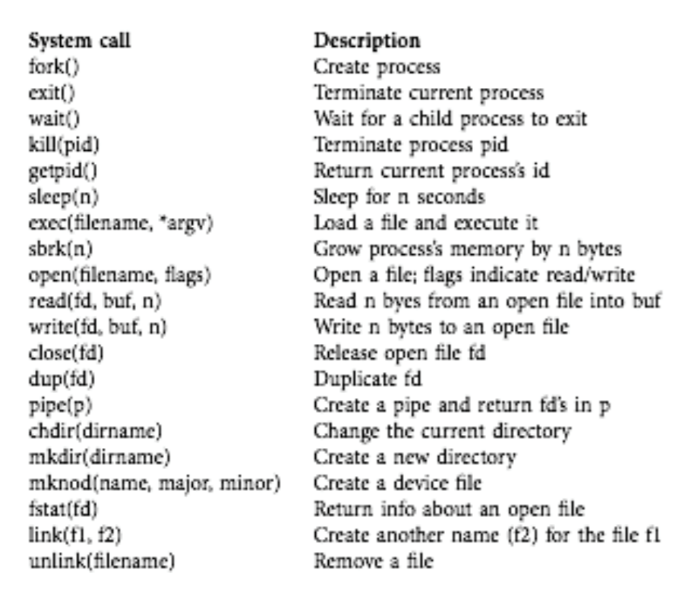 System call Description
fork() Create process
exit() Terminate current process
wait() Wait for a child process to exit
kill(pid) Terminate process pid
getpid() Return current process's id
sleep(n) Sleep for n seconds
exec(filename, *argv) Load a file and execute it
sbrk(n) Grow process's memory by n bytes
open(filename, flags) Open a file; flags indicate read/write
read(fd, buf, n) Read n byes from an open file into buf
write(fd, buf, n) Write n bytes to an open file
close(fd) Release open file fd
dup(fd) Duplicate fd
pipe(p) Create a pipe and return fd's in p
chdir(dirname) Change the current directory
mkdir(dirname) Create a new directory
mknod(name, major, minor) Create a device file
fstat(fd) Return info about an open file
link(f1, f2) Create another name (f2) for the file f1
unlink(filename) Remove a file